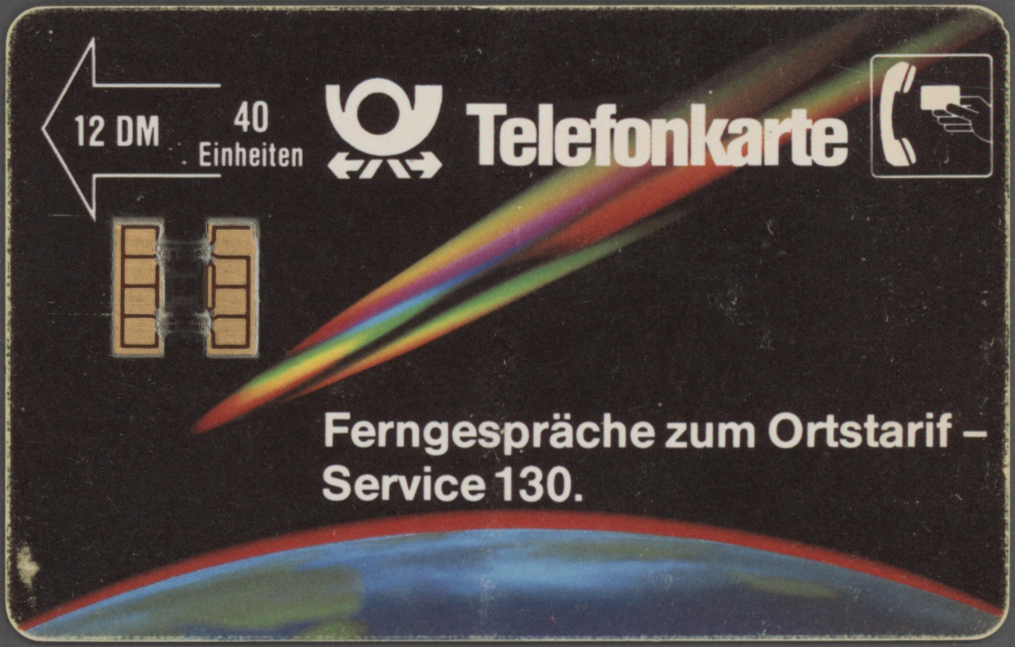 12 DM
40
Einheiten
Telefonkarte
Ferngespräche zum Ortstarif –
Service 130.